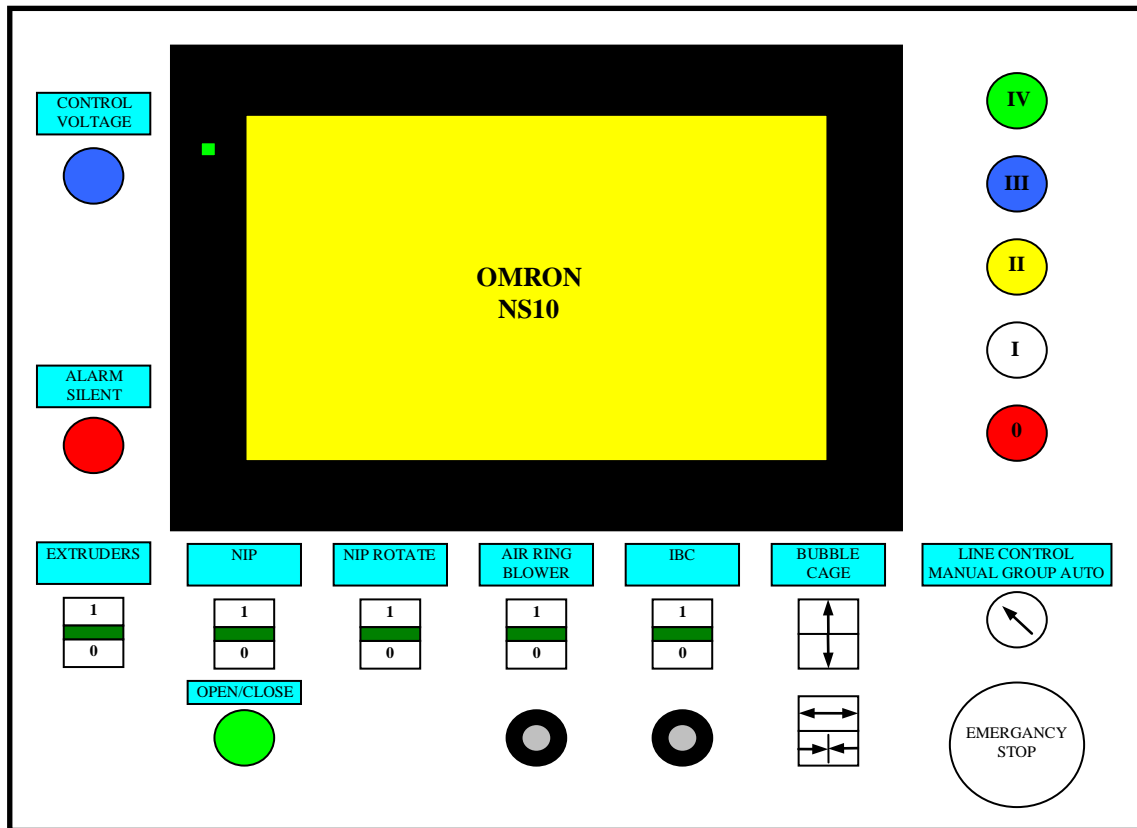 CONTROL
VOLTAGE
IV
III
OMRON
NS10
II
I
ALARM
SILENT
0
EXTRUDERS
NIP
NIP ROTATE
AIR RING
BLOWER
IBC
BUBBLE
CAGE
LINE CONTROL
MANUAL GROUP AUTO
1
0
1
0
1
0
1
0
1
0
OPEN/CLOSE
EMERGANCY
STOP